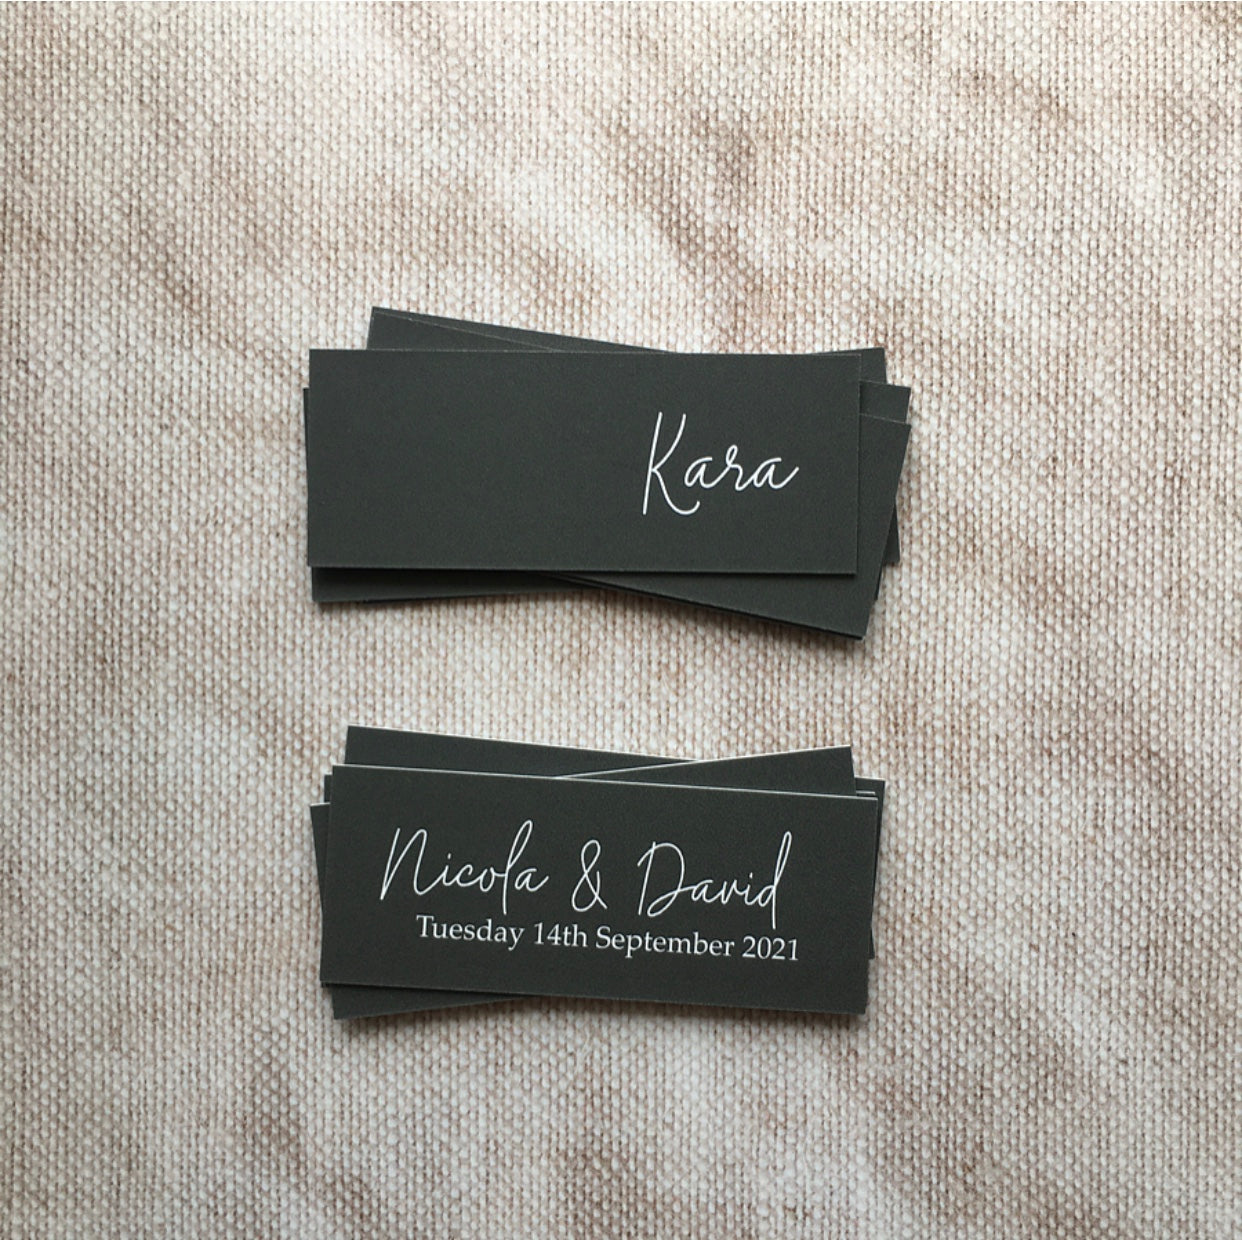 Kara
Nicola & David
Tuesday 14th September 2021